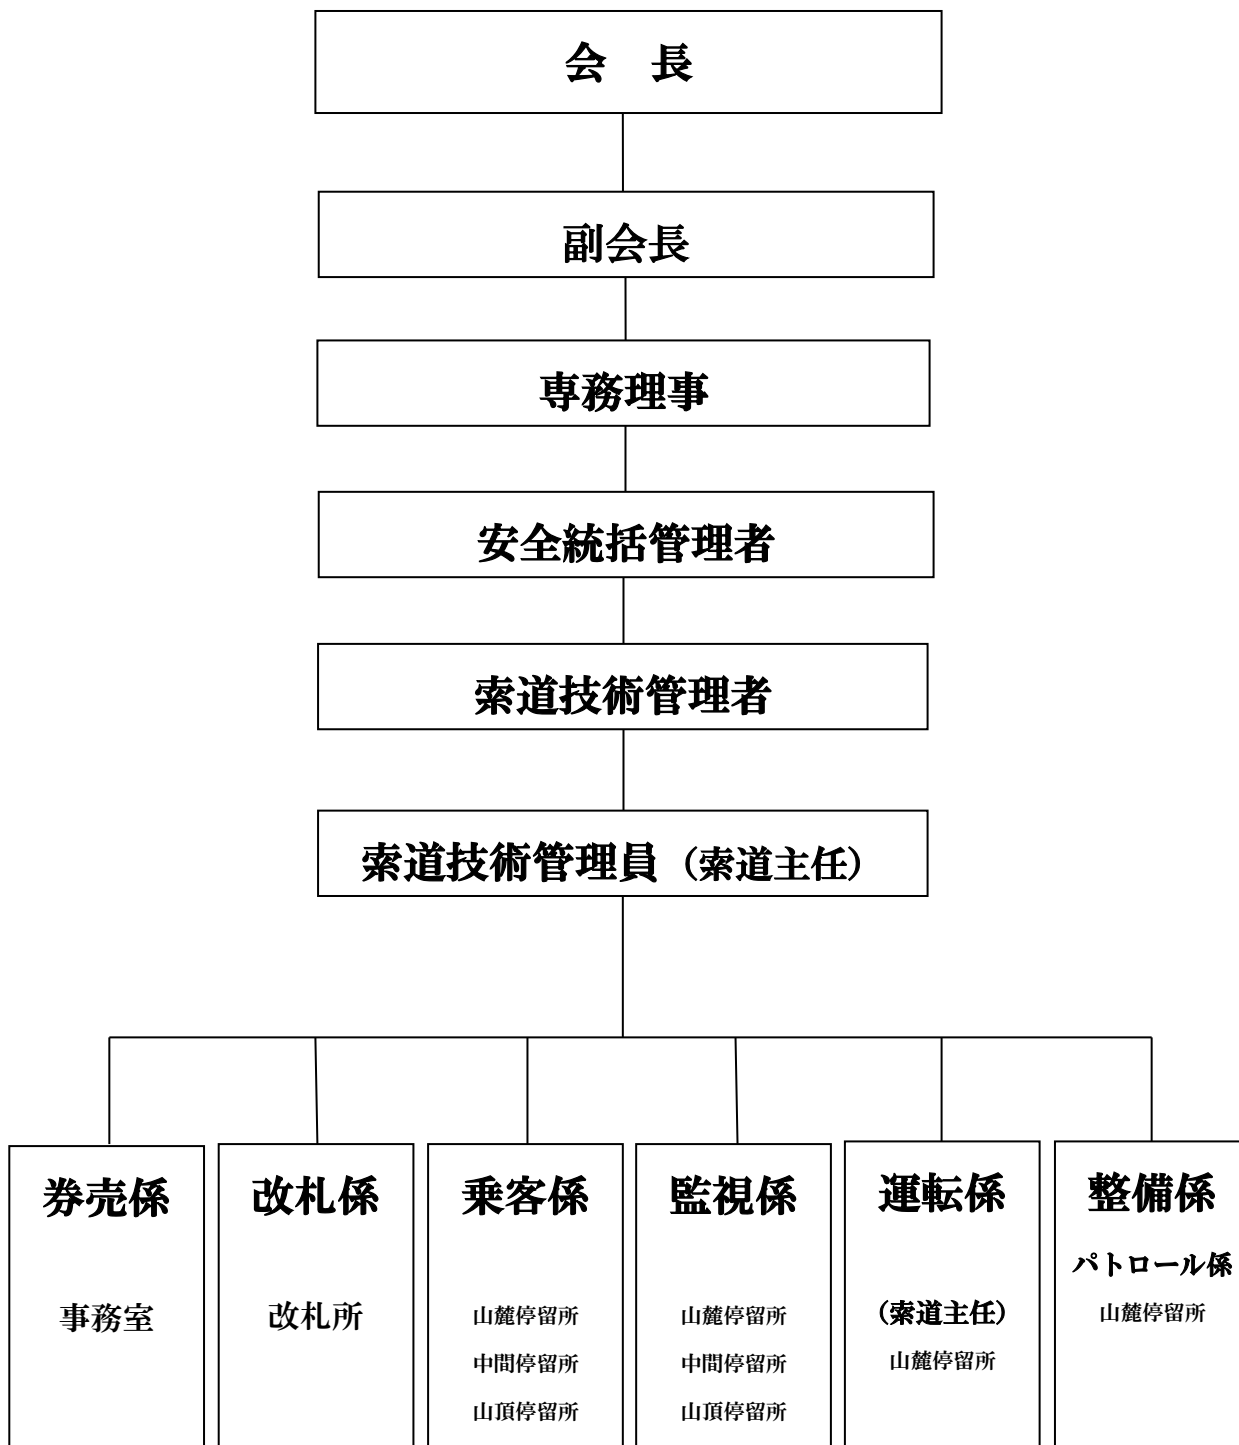 会　長
副会長
専務理事
安全統括管理者
索道技術管理者
索道技術管理員（索道主任）
券売係
事務室
改札係
改札所
乗客係
山麓停留所
中間停留所
山頂停留所
監視係
山麓停留所
中間停留所
山頂停留所
運転係
（索道主任）
山麓停留所
整備係
パトロール係
山麓停留所